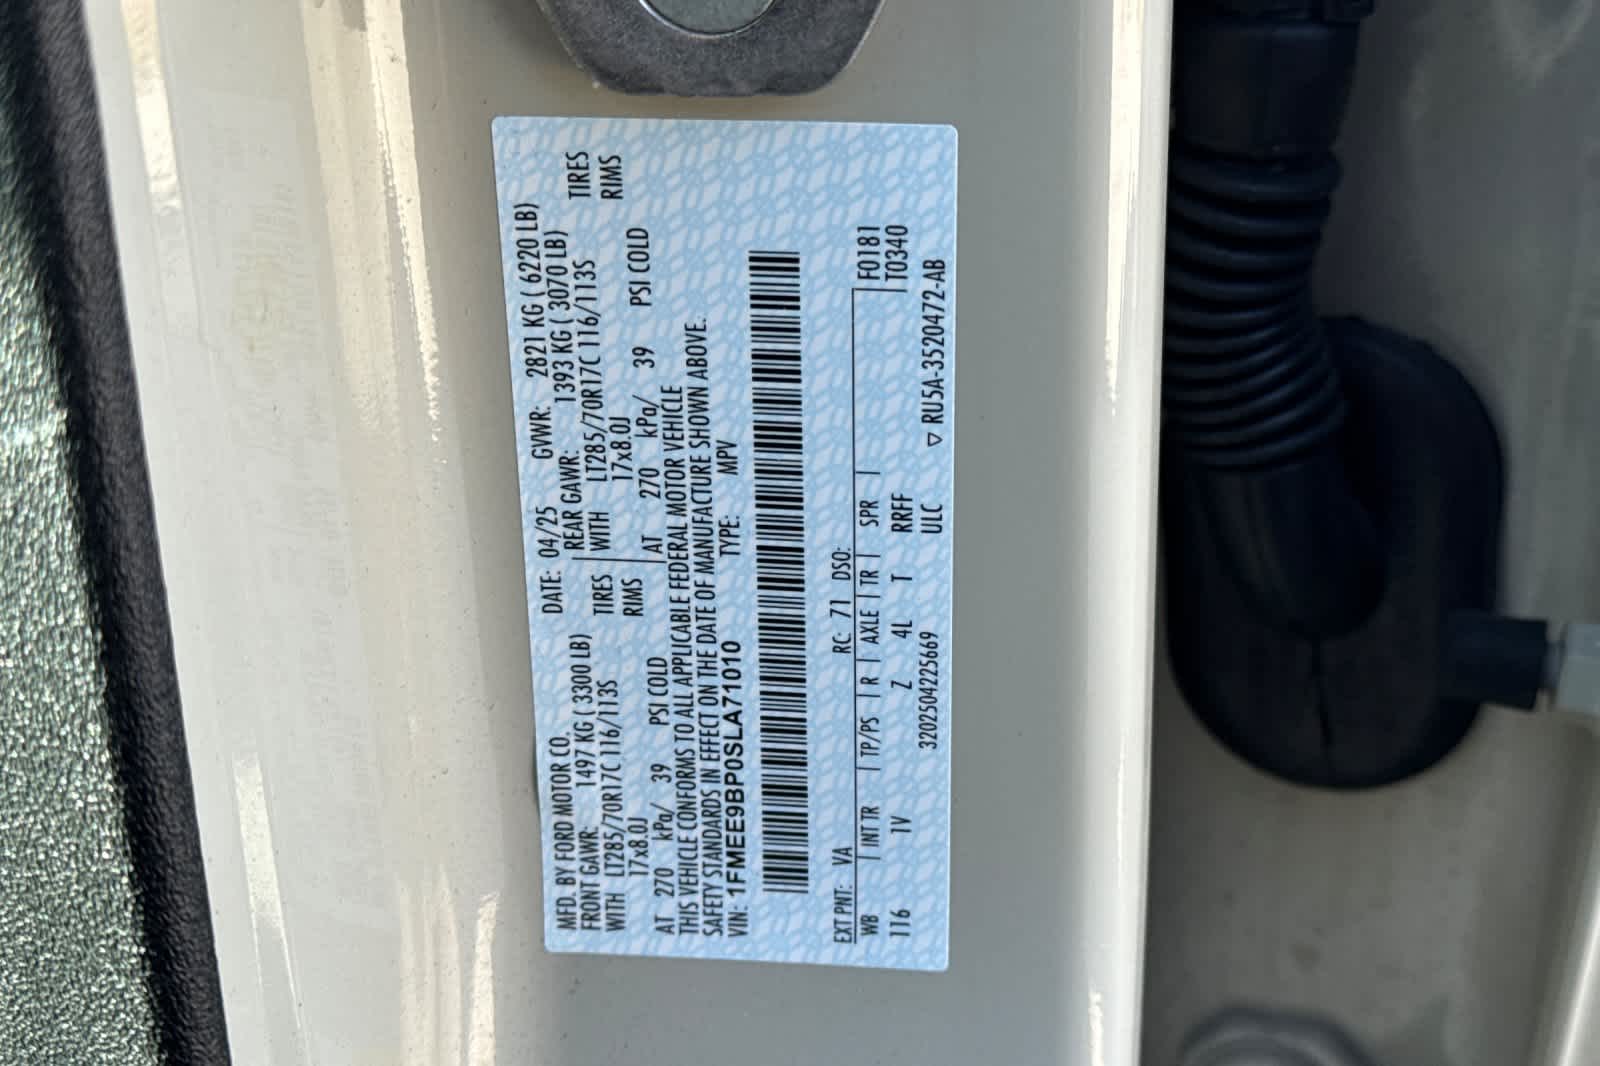 MFD. BY FORD MOTOR CO.
DATE: 04/25 GVWR: 2821 KG ( 6220 LB)
FRONT GAWR: 1497 KG ( 3300 LB) REAR GAWR: 1393 KG ( 3070 LB)
WITH LT285/70R17C 116/113S TIRES WITH LT285/70R17C 116/113S TIRES
17x8.0J RIMS 17x8.0J RIMS
AT 270 kPa/ 39 PSI COLD AT 270 kPa/ 39 PSI COLD
THIS VEHICLE CONFORMS TO ALL APPLICABLE FEDERAL MOTOR VEHICLE
SAFETY STANDARDS IN EFFECT ON THE DATE OF MANUFACTURE SHOWN ABOVE.
VIN: 1FMEE9BP0SLA71010 TYPE: MPV
EXT PNT: VA RC: 71 DSO:
WB INT TR TP/PS R AXLE TR SPR F0181
116 1V Z 4L T RRFF T0340
32025042256​69 ULC ▽ RU5A-3520472-AB